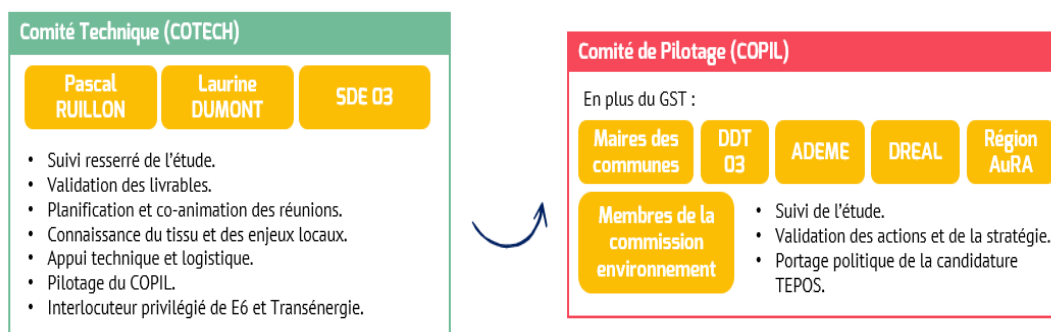 Comité Technique (COTECH)
Pascal
RUILLON
Laurine
DUMONT
SDE 03
• Suivi resserré de l'étude.
• Validation des livrables.
• Planification et co-animation des réunions.
• Connaissance du tissu et des enjeux locaux.
• Appui technique et logistique.
• Pilotage du COPIL.
• Interlocuteur privilégié de E6 et Transénergie.
Comité de Pilotage (COPIL)
En plus du GST :
Maires des
communes
DDT
03
ADEME
DREAL
Région
AuRA
Membres de la
commission
environnement
• Suivi de l'étude.
• Validation des actions et de la stratégie.
• Portage politique de la candidature
TEPOS.